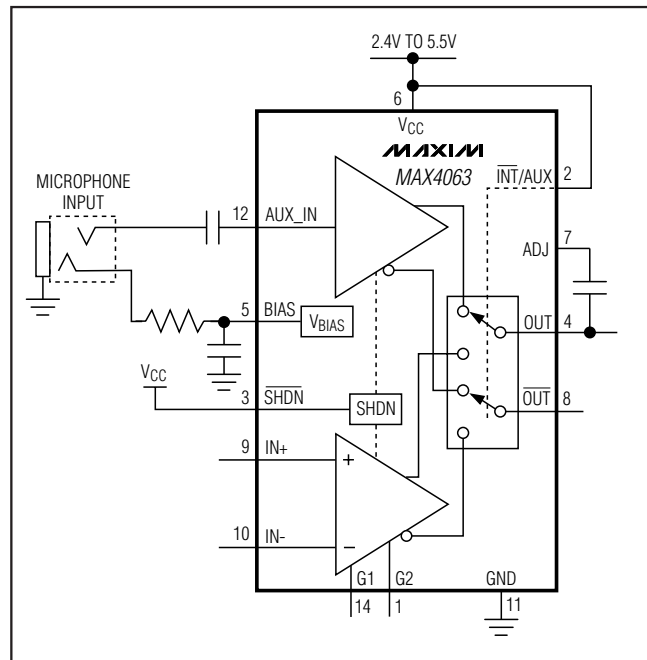 2.4V TO 5.5V
6
VCC
MAXIM
MAX4063
INT/AUX
2
MICROPHONE
INPUT
12
AUX_IN
ADJ
7
5
BIAS
VBIAS
OUT
4
VCC
3
SHDN
SHDN
OUT
8
9
IN+
+
10
IN-
−
G1
G2
GND
14
1
11